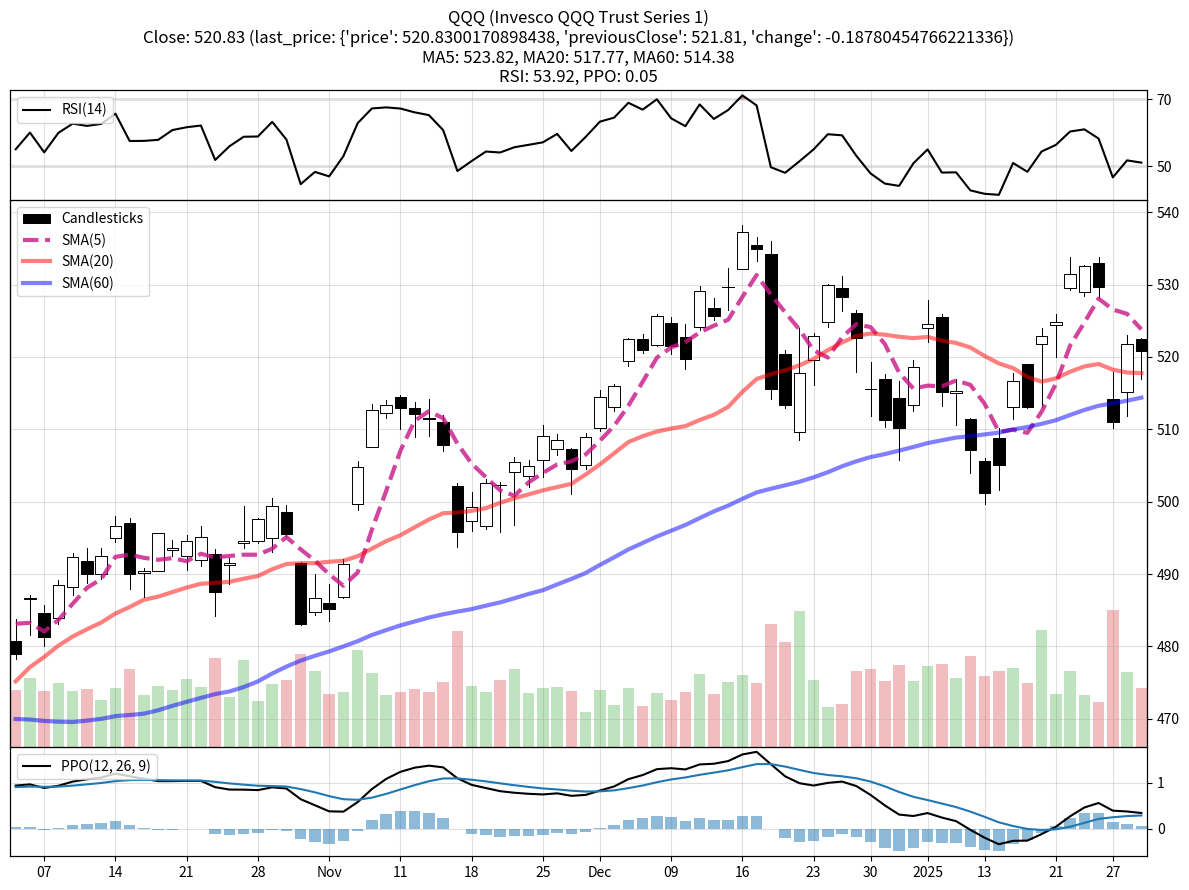 QQQ (Invesco QQQ Trust Series 1)
Close: 520.83 (last_price: {'price': 520.8300170898438, 'previousClose': 521.81, 'change': -0.18780454766221336})
MA5: 523.82, MA20: 517.77, MA60: 514.38
RSI: 53.92, PPO: 0.05
RSI(14)
70
50
Candlesticks
SMA(5)
SMA(20)
SMA(60)
540
530
520
510
500
490
480
470
PPO(12, 26, 9)
1
0
07 14 21 28 Nov 11 18 25 Dec 09 16 23 30 2025 13 21 27